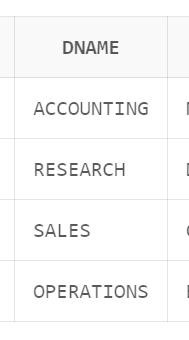 DNAME
ACCOUNTING
RESEARCH
SALES
OPERATIONS